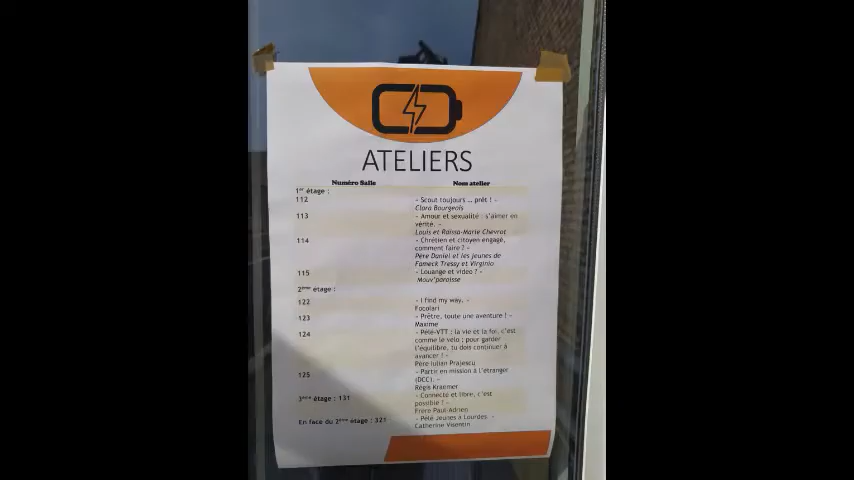 ATELIERS
Numéro Salle Nom atelier
1er étage :
112 « Scout toujours ... prêt ! »
Clara Bourgeois
113 « Amour et sexualité : s'aimer en
vérité. »
Louis et Raïssa-Marie Chevrot
114 « Chrétien et citoyen engagé,
comment faire ? »
Père Daniel et les jeunes de
Fameck Tressy et Virginio
115 « Louange et vidéo ! »
Mouv'paroisse
2ème étage :
122 « I find my way. »
Focolari
123 « Prêtre, toute une aventure ! »
Maxime
124 « Pélé-VTT : la vie et la foi, c'est
comme le vélo : pour garder
l'équilibre, tu dois continuer à
avancer ! »
Père Iulian Prajescu
125 « Partir en mission à l'étranger
(DCC). »
Régis Kraemer
3ème étage : 131 « Connecté et libre, c'est
possible ! »
Frère Paul-Adrien
En face du 2ème étage : 321 « Pélé Jeunes à Lourdes. »
Catherine Visentin